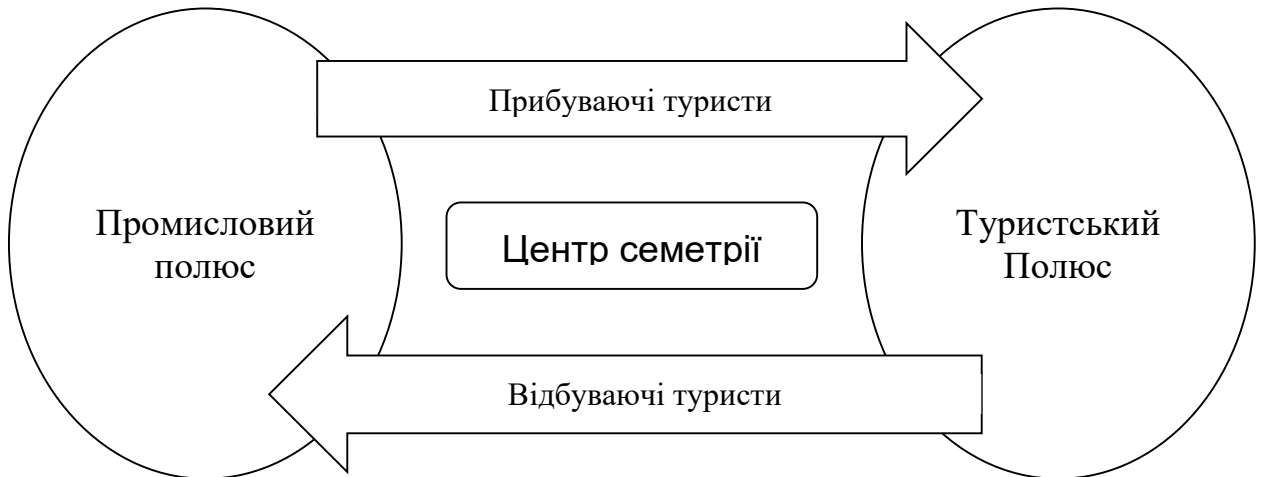 Прибуваючі туристи
Промисловий
полюс
Центр семетрії
Туристський
Полюс
Відбуваючі туристи